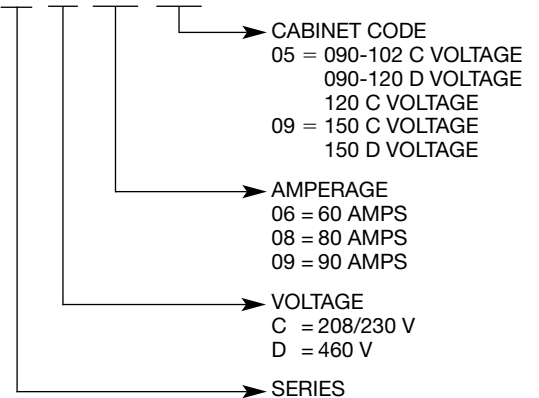 CABINET CODE
05 = 090-102 C VOLTAGE
090-120 D VOLTAGE
120 C VOLTAGE
09 = 150 C VOLTAGE
150 D VOLTAGE
AMPERAGE
06 = 60 AMPS
08 = 80 AMPS
09 = 90 AMPS
VOLTAGE
C = 208/230 V
D = 460 V
SERIES